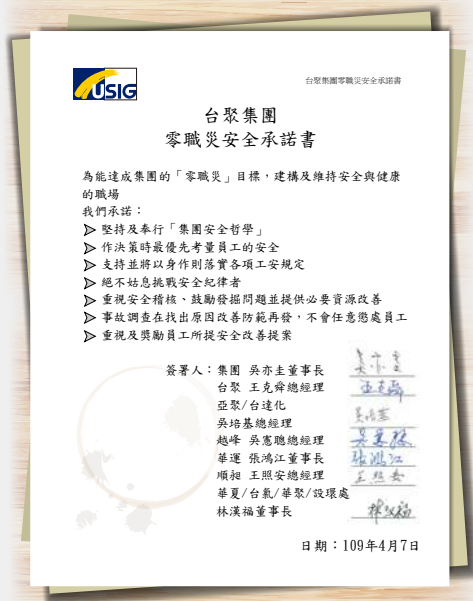 USIG
台聚集團零職災安全承諾書
台聚集團
零職災安全承諾書
為能達成集團的「零職災」目標，建構及維持安全與健康
的職場
我們承諾：
堅持及奉行「集團安全哲學」
作決策時最優先考量員工的安全
支持並將以身作則落實各項工安規定
絕不姑息挑戰安全紀律者
重視安全稽核、鼓勵發掘問題並提供必要資源改善
事故調查在找出原因改善防範再發，不會任意懲處員工
重視及獎勵員工所提安全改善提案
簽署人：集團 吳亦圭董事長
台聚 王克舜總經理
亞聚/台達化
吳培基總經理
越峰 吳憲聰總經理
華運 張鴻江董事長
順昶 王照安總經理
華夏/台氯/華聚/設環處
林漢福董事長
日期：109年4月7日